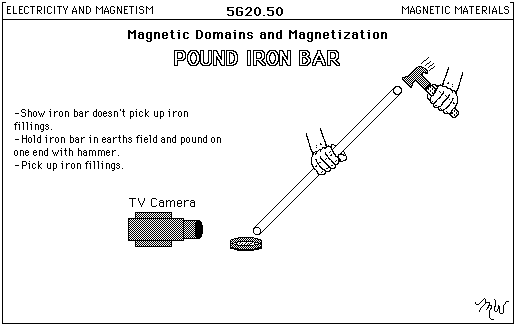 ELECTRICITY AND MAGNETISM 5G20.50 MAGNETIC MATERIALS
Magnetic Domains and Magnetization
POUND IRON BAR
-Show iron bar doesn't pick up iron
fillings.
-Hold iron bar in earths field and pound on
one end with hammer.
-Pick up iron fillings.
TV Camera
MW